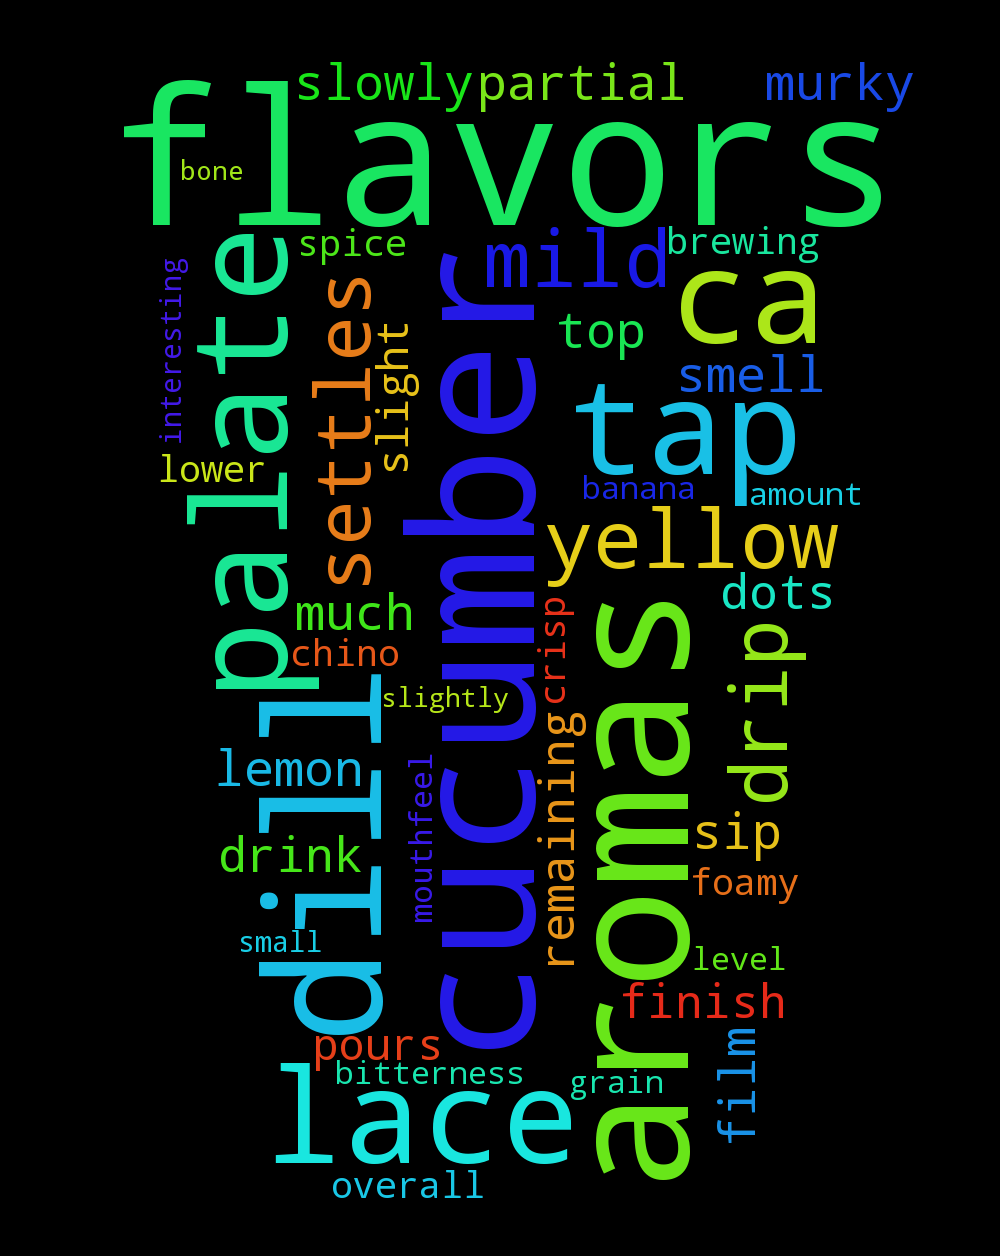 slowly partial murky
flavors
bone
spice
mild
brewing
palate
interesting
settles
slight
cucumber
ca
top
smell
tap
lower
banana
amount
yellow
dots
much
crisp
aromas
drip
chino
slightly
dill
lemon
mouthfeel
remaining
sip
drink
foamy
small
level
finish
pours
film
bitterness
grain
lace
overall